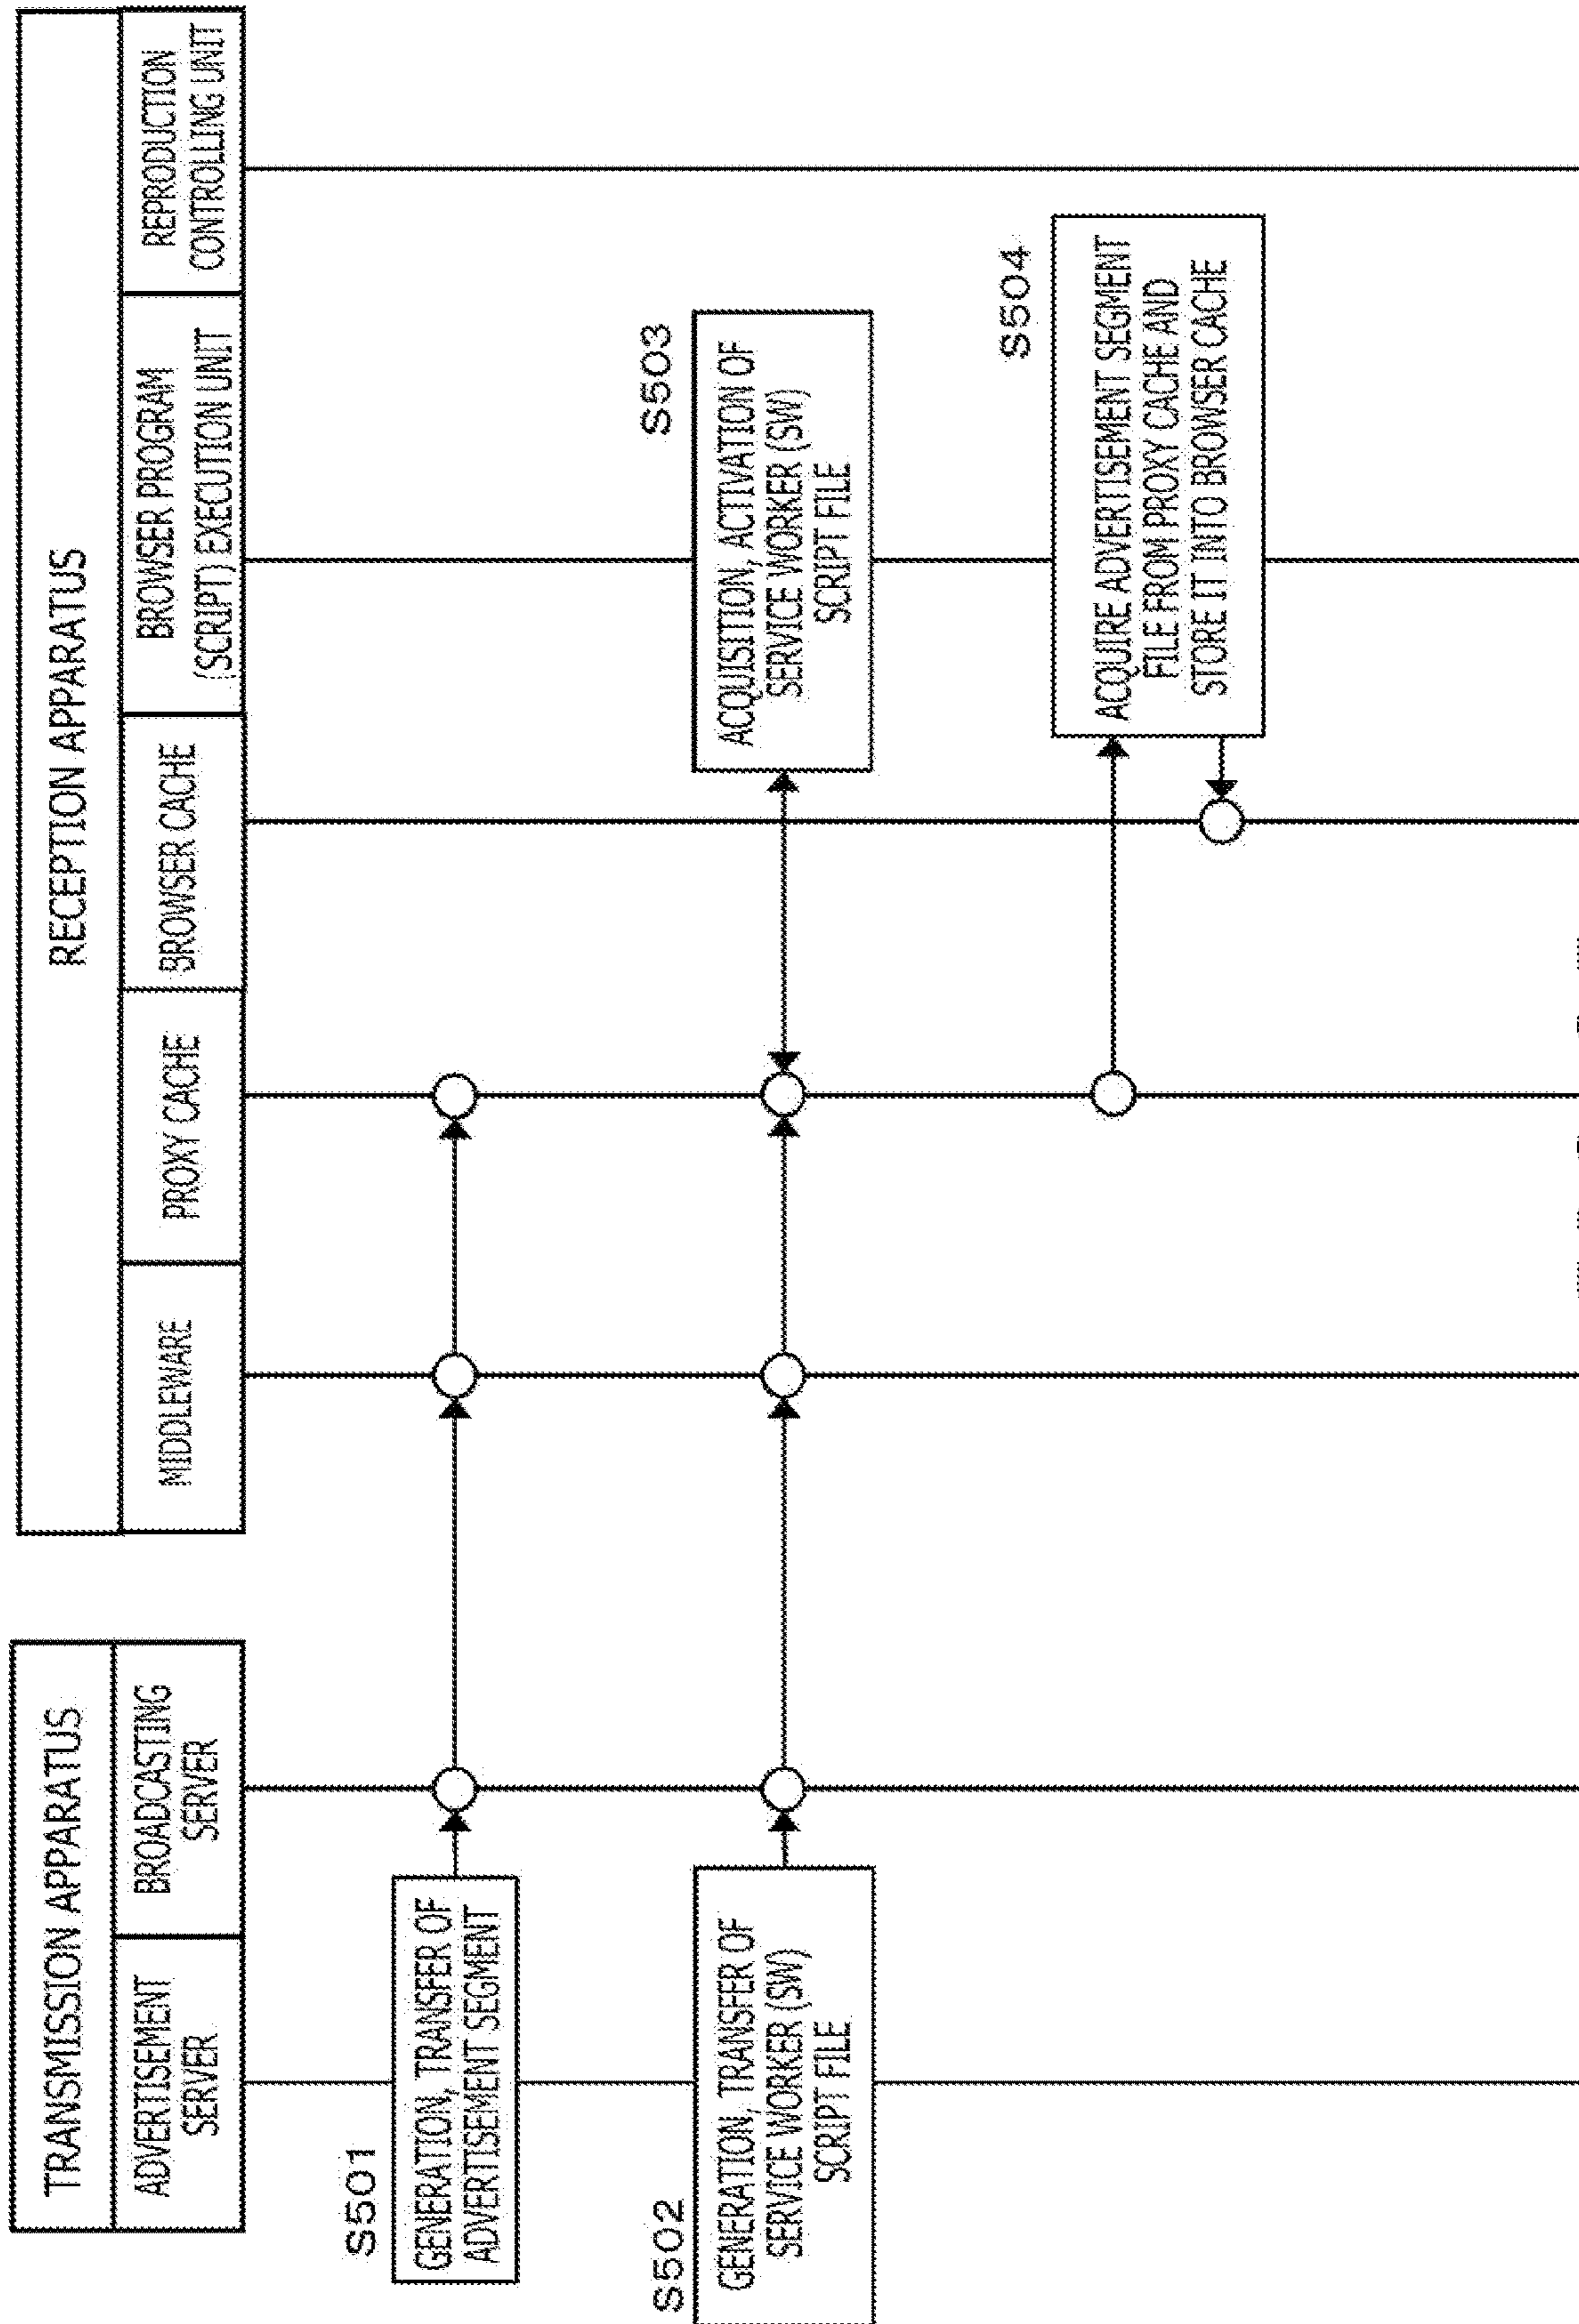 TRANSMISSION APPARATUS
ADVERTISEMENT
SERVER
BROADCASTING
SERVER
RECEPTION APPARATUS
MIDDLEWARE
PROXY CACHE
BROWSER CACHE
BROWSER PROGRAM
(SCRIPT) EXECUTION UNIT
REPRODUCTION
CONTROLLING UNIT
S501
GENERATION, TRANSFER OF
ADVERTISEMENT SEGMENT
S502
GENERATION, TRANSFER OF
SERVICE WORKER (SW)
SCRIPT FILE
S503
ACQUISITION, ACTIVATION OF
SERVICE WORKER (SW)
SCRIPT FILE
S504
ACQUIRE ADVERTISEMENT SEGMENT
FILE FROM PROXY CACHE AND
STORE IT INTO BROWSER CACHE